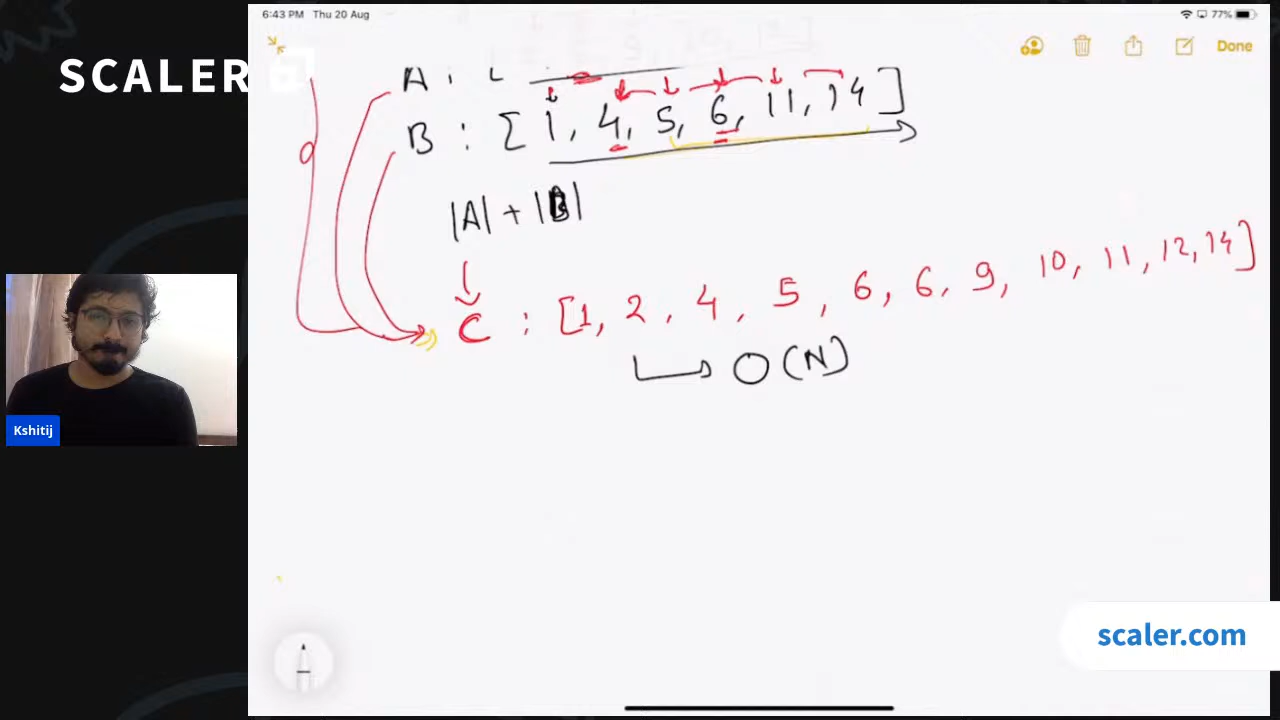 6:43 PM Thu 20 Aug
77%
Done
SCALER
A : [
B : [1, 4, 5, 6, 11, 14]
|A| + |B|
C : [1, 2, 4, 5, 6, 6, 9, 10, 11, 12, 14]
O(N)
Kshitij
scaler.com